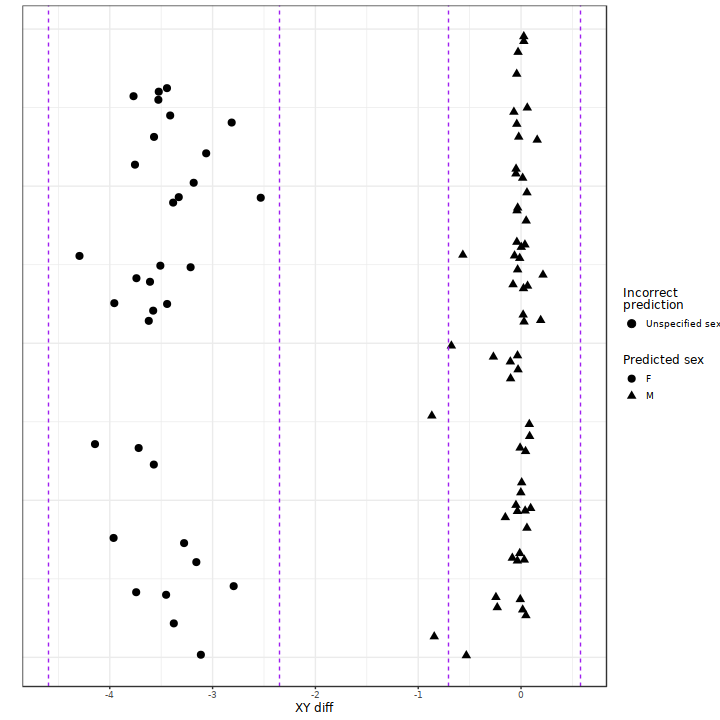 Incorrect
prediction
Unspecified sex
Predicted sex
F
M
-4 -3 -2 -1 0
XY diff